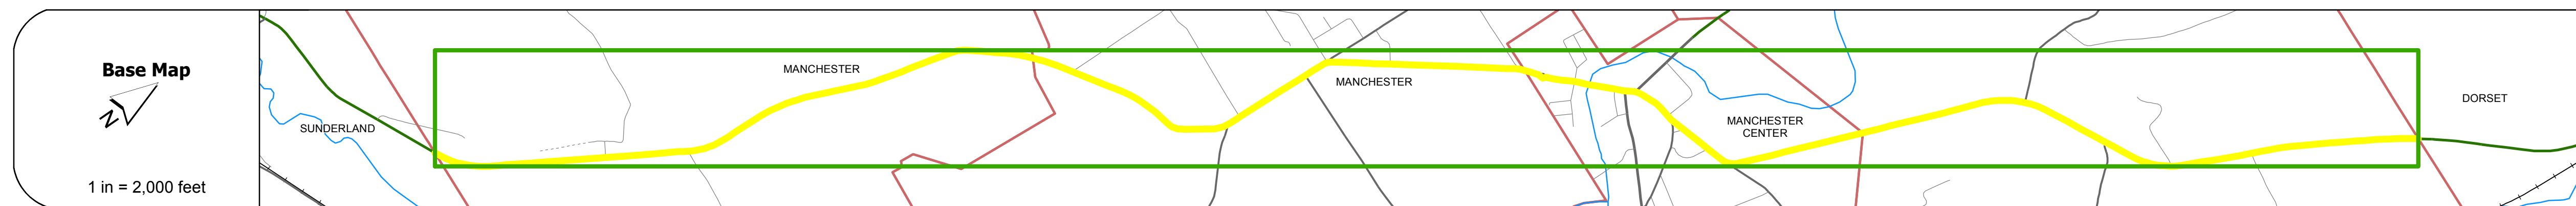 Base Map
N
1 in = 2,000 feet
SUNDERLAND
MANCHESTER
MANCHESTER
MANCHESTER
CENTER
DORSET